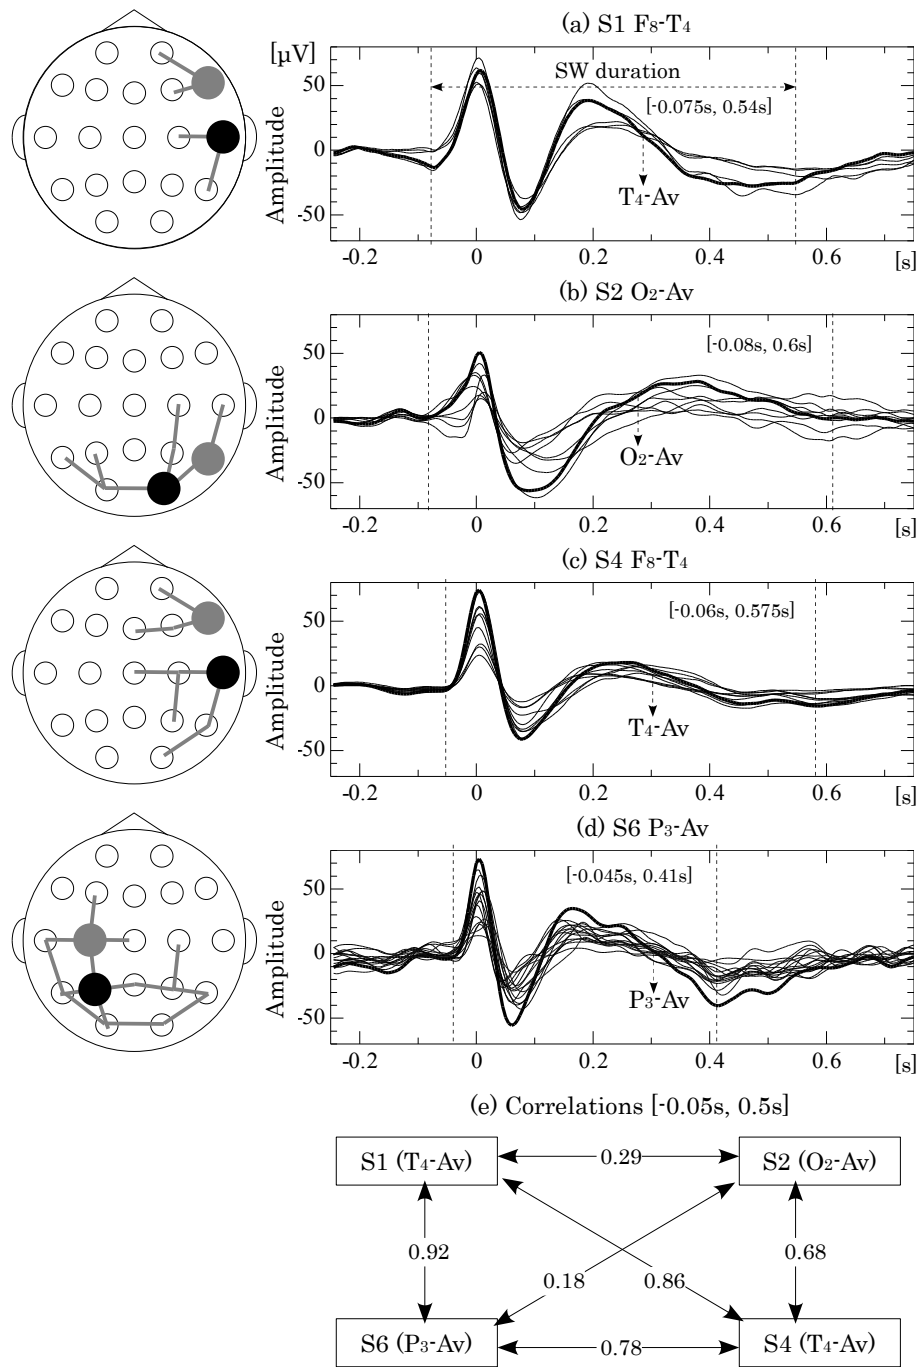 (a) S1 F₈-T₄
[µV]
50
0
-50
Amplitude
SW duration
[-0.075s, 0.54s]
T₄-Av
-0.2 0 0.2 0.4 0.6 [s]
(b) S2 O₂-Av
50
0
-50
Amplitude
[-0.08s, 0.6s]
O₂-Av
-0.2 0 0.2 0.4 0.6 [s]
(c) S4 F₈-T₄
50
0
-50
Amplitude
[-0.06s, 0.575s]
T₄-Av
-0.2 0 0.2 0.4 0.6 [s]
(d) S6 P₃-Av
50
0
-50
Amplitude
[-0.045s, 0.41s]
P₃-Av
-0.2 0 0.2 0.4 0.6 [s]
(e) Correlations [-0.05s, 0.5s]
S1 (T₄-Av) 0.29 S2 (O₂-Av)
0.92 0.68
0.18 0.86
S6 (P₃-Av) 0.78 S4 (T₄-Av)